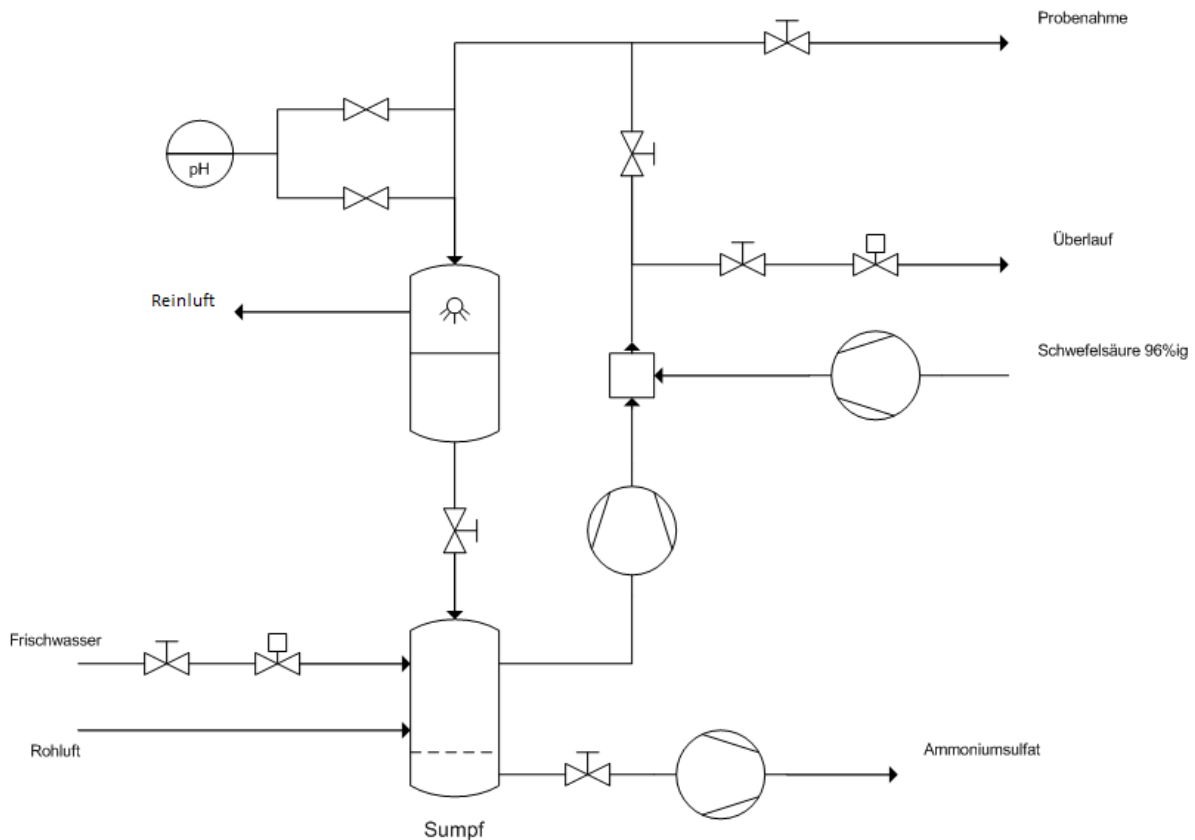 Probenahme
pH
Überlauf
Reinluft
Schwefelsäure 96%ig
Frischwasser
Rohluft
Ammoniumsulfat
Sumpf